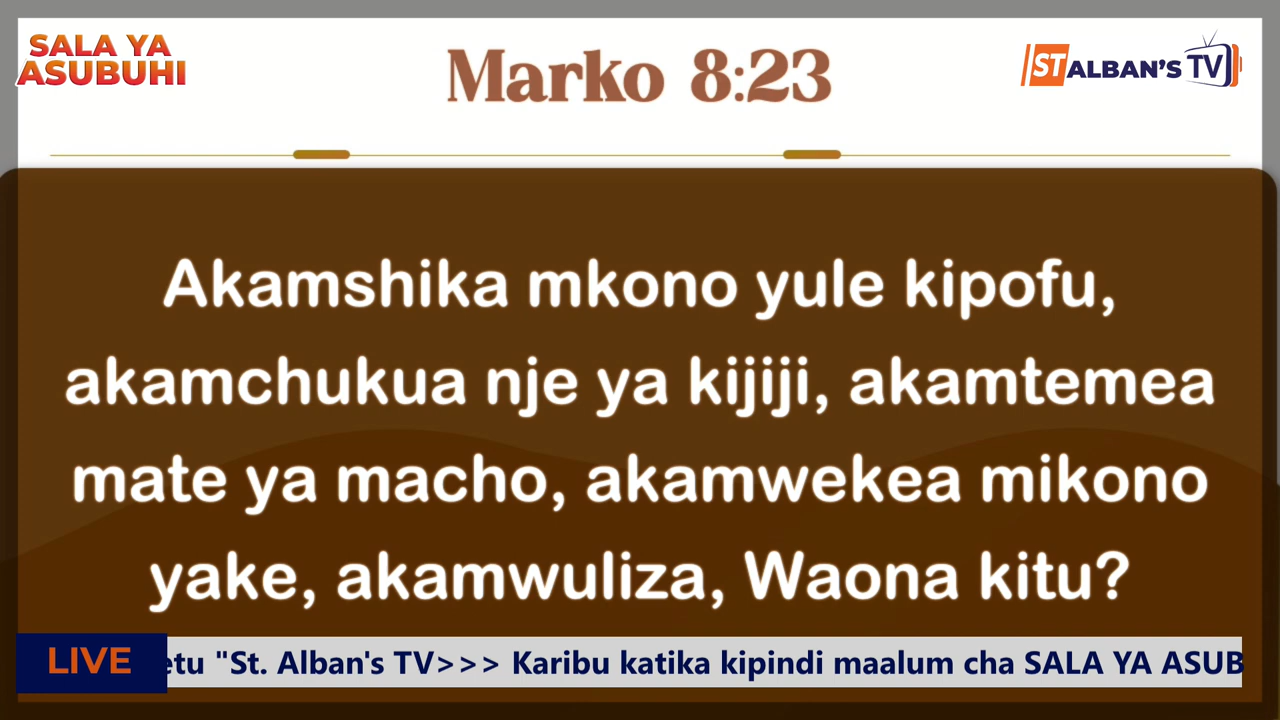 SALA YA
ASUBUHI
Marko 8:23
ST ALBAN'S TV
Akamshika mkono yule kipofu,
akamchukua nje ya kijiji, akamtemea
mate ya macho, akamwekea mikono
yake, akamwuliza, Waona kitu?
LIVE
etu "St. Alban's TV>>> Karibu katika kipindi maalum cha SALA YA ASUB